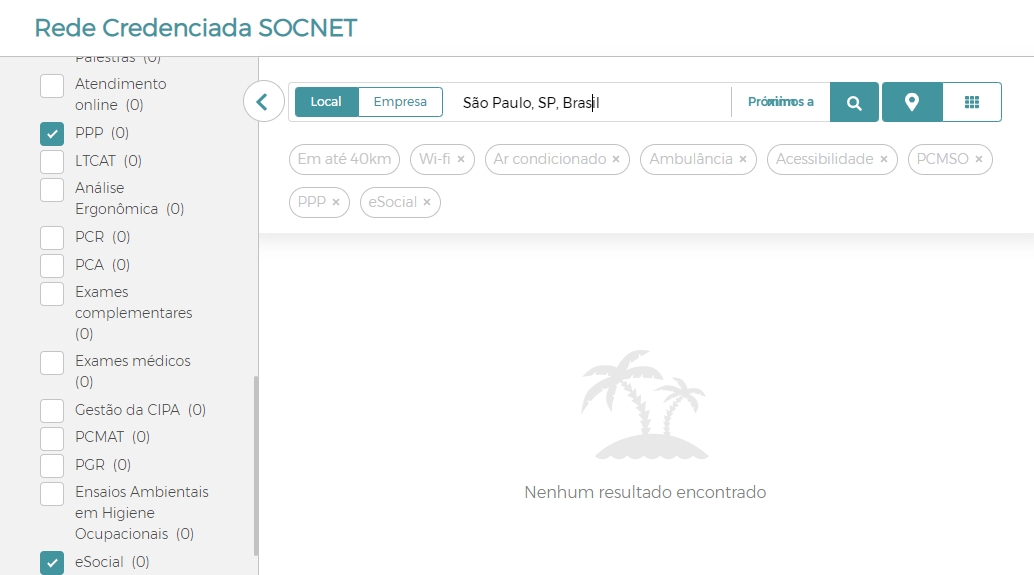 Rede Credenciada SOCNET
Palestras (0)
Atendimento
online (0)
PPP (0)
LTCAT (0)
Análise
Ergonômica (0)
PCR (0)
PCA (0)
Exames
complementares
(0)
Exames médicos
(0)
Gestão da CIPA (0)
PCMAT (0)
PGR (0)
Ensaios Ambientais
em Higiene
Ocupacionais (0)
eSocial (0)
Local Empresa São Paulo, SP, Brasil
Em até 40km Wi-fi × Ar condicionado × Ambulância × Acessibilidade × PCMSO ×
PPP × eSocial ×
Nenhum resultado encontrado